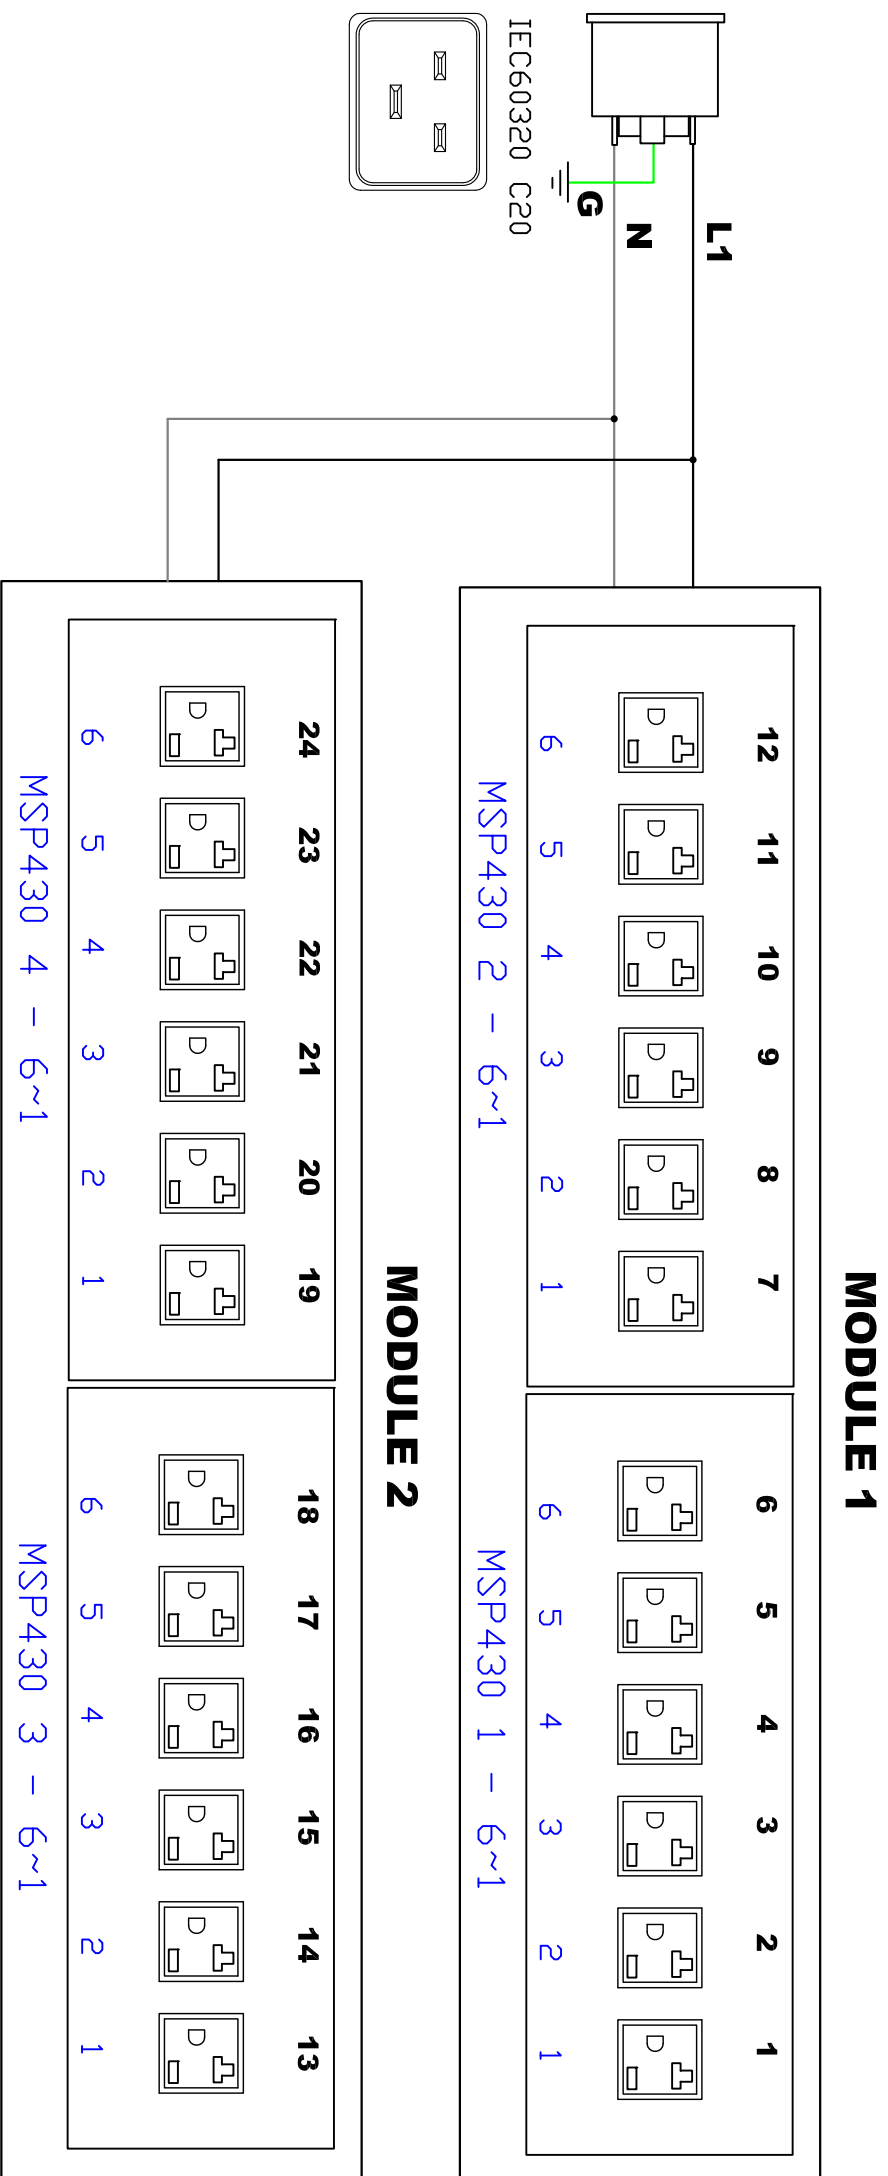 MODULE 1
12 11 10 9 8 7 6 5 4 3 2 1
L1
N
G
6 5 4 3 2 1 6 5 4 3 2 1
IEC60320 C20
MSP430 2 - 6~1
MSP430 1 - 6~1
MODULE 2
24 23 22 21 20 19 18 17 16 15 14 13
6 5 4 3 2 1 6 5 4 3 2 1
MSP430 4 - 6~1
MSP430 3 - 6~1